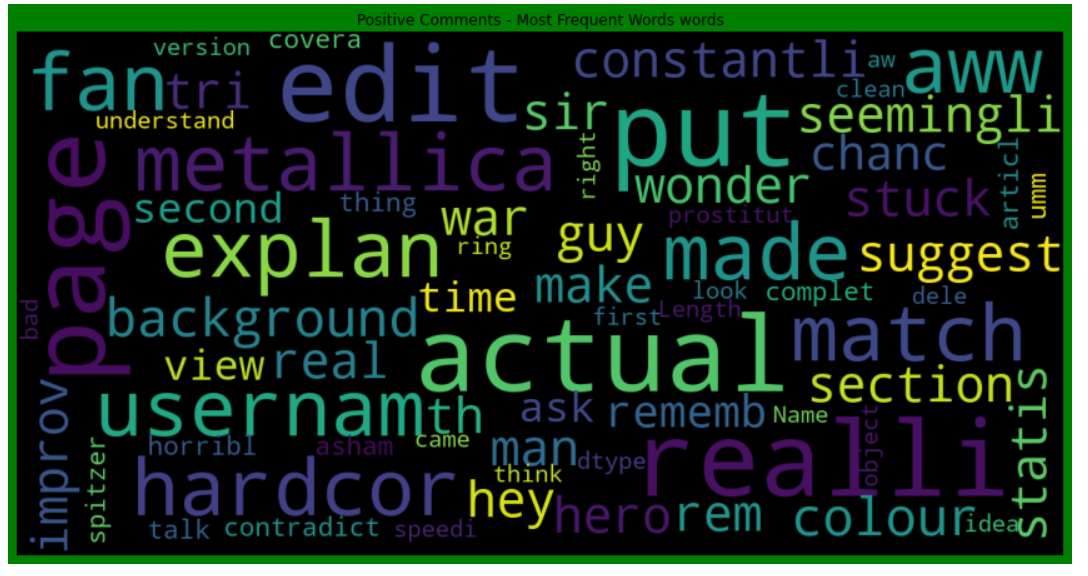 Positive Comments - Most Frequent Words words
version
covera
fan
tri
edit
constantli
aw
aww
clean
understand
sir
put
seemingli
page
metallica
right
chanc
articl
umm
second
thing
war
wonder
stuck
prostitut
explan
ring
guy
made
suggest
bad
background
time
make
look
complet
dele
first
Length
view
real
actual
match
section
improv
usernam
th
ask
rememb
Name
statis
spitzer
horribl
asham
came
man
dtype
realli
object
hardcor
think
hey
hero
rem
colour
idea
talk
contradict
speedi